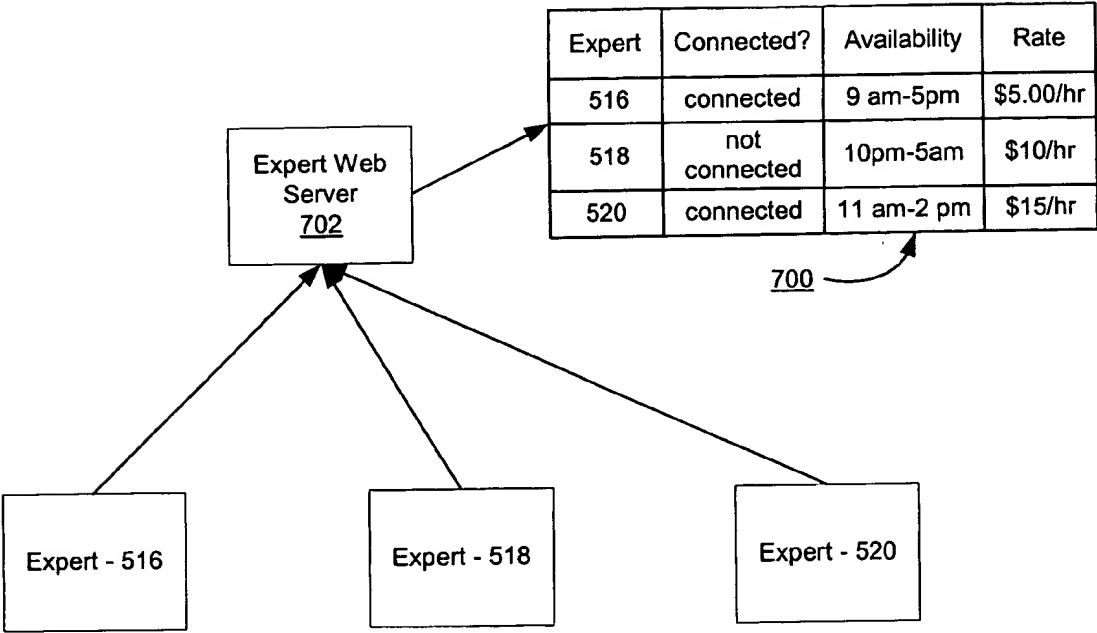 Expert Connected? Availability Rate
516 connected 9 am-5pm $5.00/hr
518 not connected 10pm-5am $10/hr
520 connected 11 am-2 pm $15/hr
700
Expert Web
Server
702
Expert - 516
Expert - 518
Expert - 520